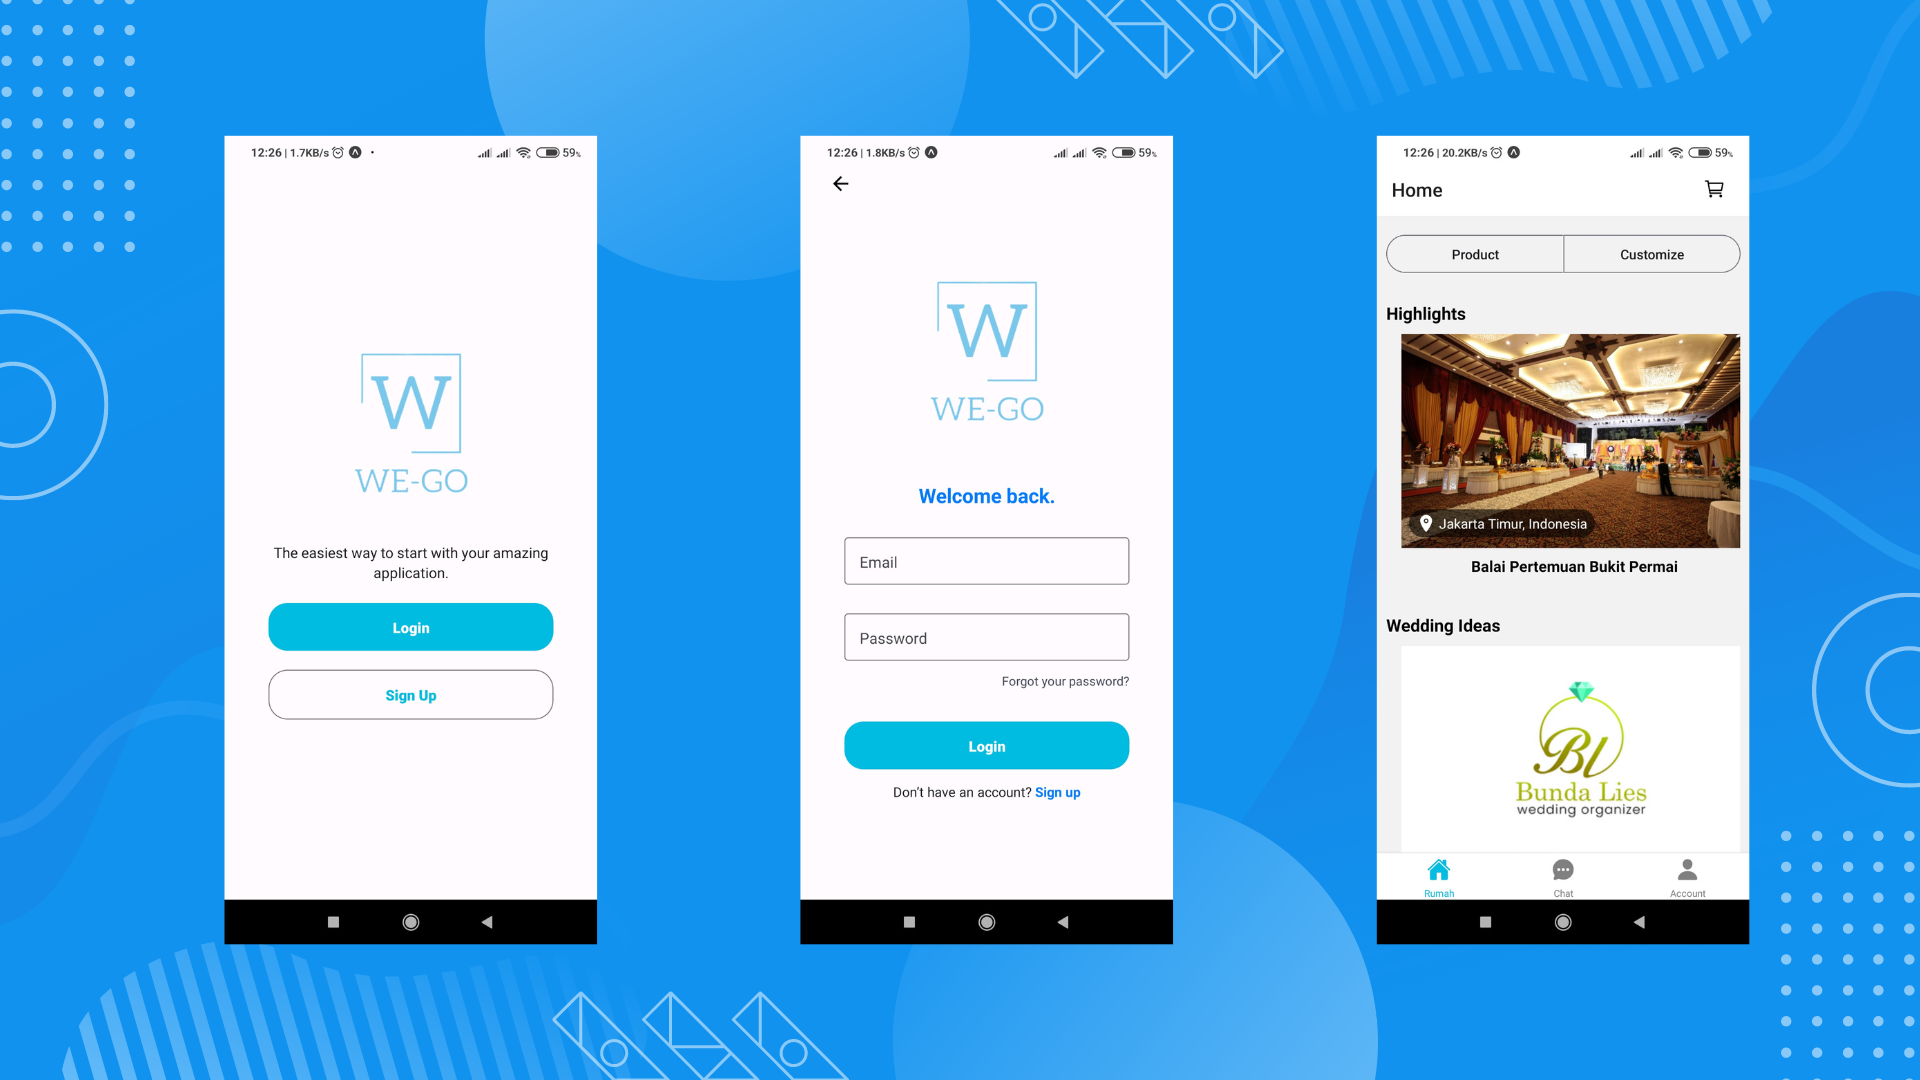 12:26 | 1.7KB/s
59%
W
WE-GO
The easiest way to start with your amazing
application.
Login
Sign Up
12:26 | 1.8KB/s
59%
W
WE-GO
Welcome back.
Email
Password
Forgot your password?
Login
Don't have an account? Sign up
12:26 | 20.2KB/s
59%
Home
Product
Customize
Highlights
Jakarta Timur, Indonesia
Balai Pertemuan Bukit Permai
Wedding Ideas
Bl
Bunda Lies
wedding organizer
Rumah
Chat
Account